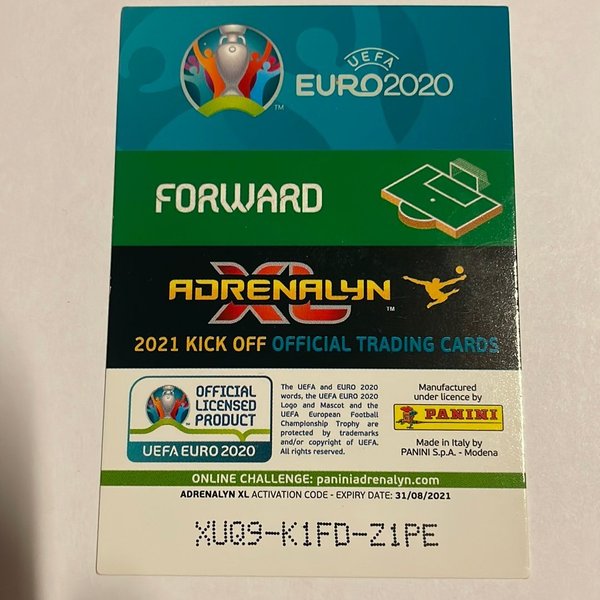 UEFA
EURO2020
TM
FORWARD
ADRENALYN
XL
TM
2021 KICK OFF OFFICIAL TRADING CARDS
OFFICIAL
LICENSED
PRODUCT
UEFA EURO 2020
The UEFA and EURO 2020
words, the UEFA EURO 2020
Logo and Mascot and the
UEFA European Football
Championship Trophy are
protected by trademarks
and/or copyright of UEFA.
All rights reserved.
Manufactured
under licence by
PANINI
Made in Italy by
PANINI S.p.A. - Modena
ONLINE CHALLENGE: paniniadrenalyn.com
ADRENALYN XL ACTIVATION CODE - EXPIRY DATE: 31/08/2021
XUQ9-K1FD-Z1PE